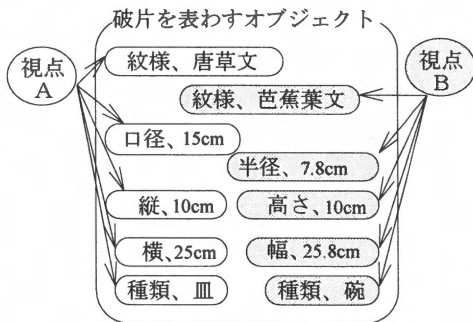 破片を表わすオブジェクト
視点
A
視点
B
紋様、唐草文
紋様、芭蕉葉文
口径、15cm
半径、7.8cm
縦、10cm
高さ、10cm
横、25cm
幅、25.8cm
種類、皿
種類、碗